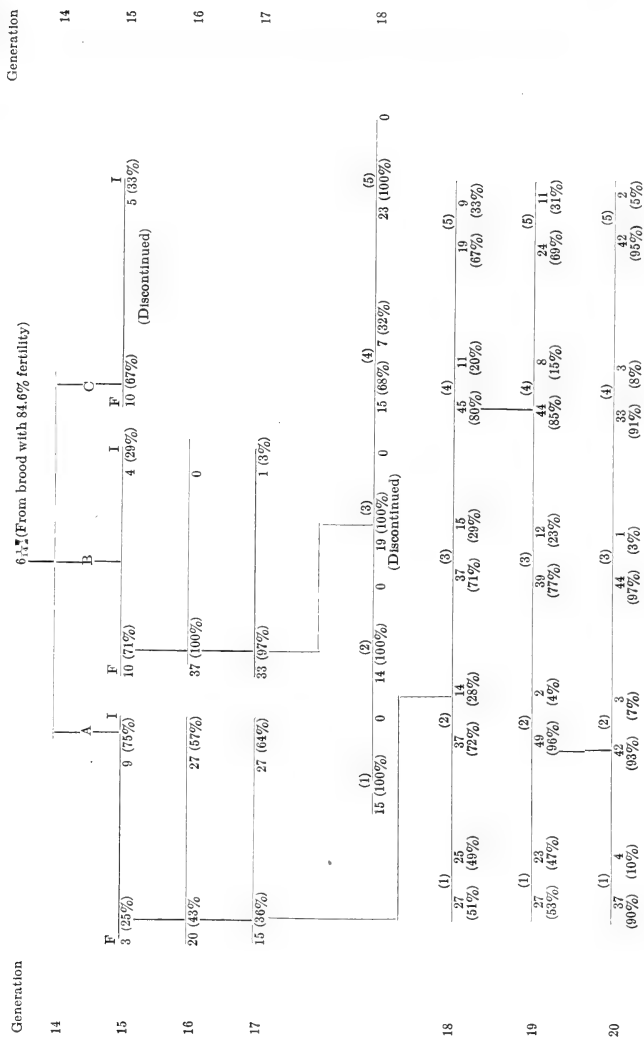 Generation Generation
6 (From brood with 84.6% fertility)
14 14
A B C
F I F I F I
15 3 (25%) 9 (75%) 10 (71%) 4 (29%) 10 (67%) 5 (33%) 15
(Discontinued)
16 20 (43% 27 (57%) 37 (100%) 0 16
17 15 (36%) 27 (64%) 33 (97%) 1 (3%) 17
(1) (2) (3) (4) (5)
15 (100%) 0 14 (100%) 0 19 (100%) 0 15 (68%) 7 (32%) 23 (100%) 0 18
(Discontinued)
(1) (2) (3) (4) (5)
18 27 25 37 14 37 15 45 11 19 9
(51%) (49%) (72%) (28%) (71%) (29%) (80%) (20%) (67%) (33%)
(1) (2) (3) (4) (5)
19 27 23 49 2 39 12 44 8 24 11
(53%) (47%) (96%) (4%) (77%) (23%) (85%) (15%) (69%) (31%)
(1) (2) (3) (4) (5)
20 37 4 42 3 44 1 33 3 42 2
(90%) (10%) (93%) (7%) (97%) (3%) (91%) (8%) (95%) (5%)